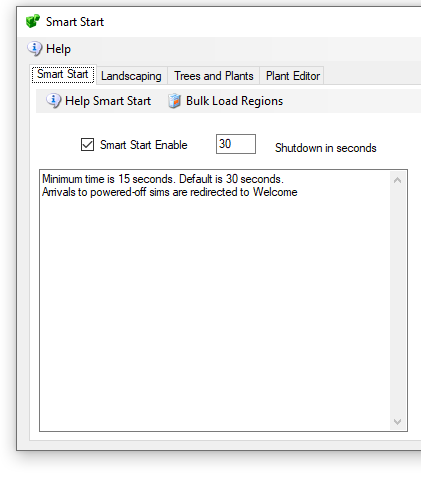 Smart Start
Help
Smart Start Landscaping Trees and Plants Plant Editor
Help Smart Start Bulk Load Regions
Smart Start Enable 30 Shutdown in seconds
Minimum time is 15 seconds. Default is 30 seconds.
Arrivals to powered-off sims are redirected to Welcome